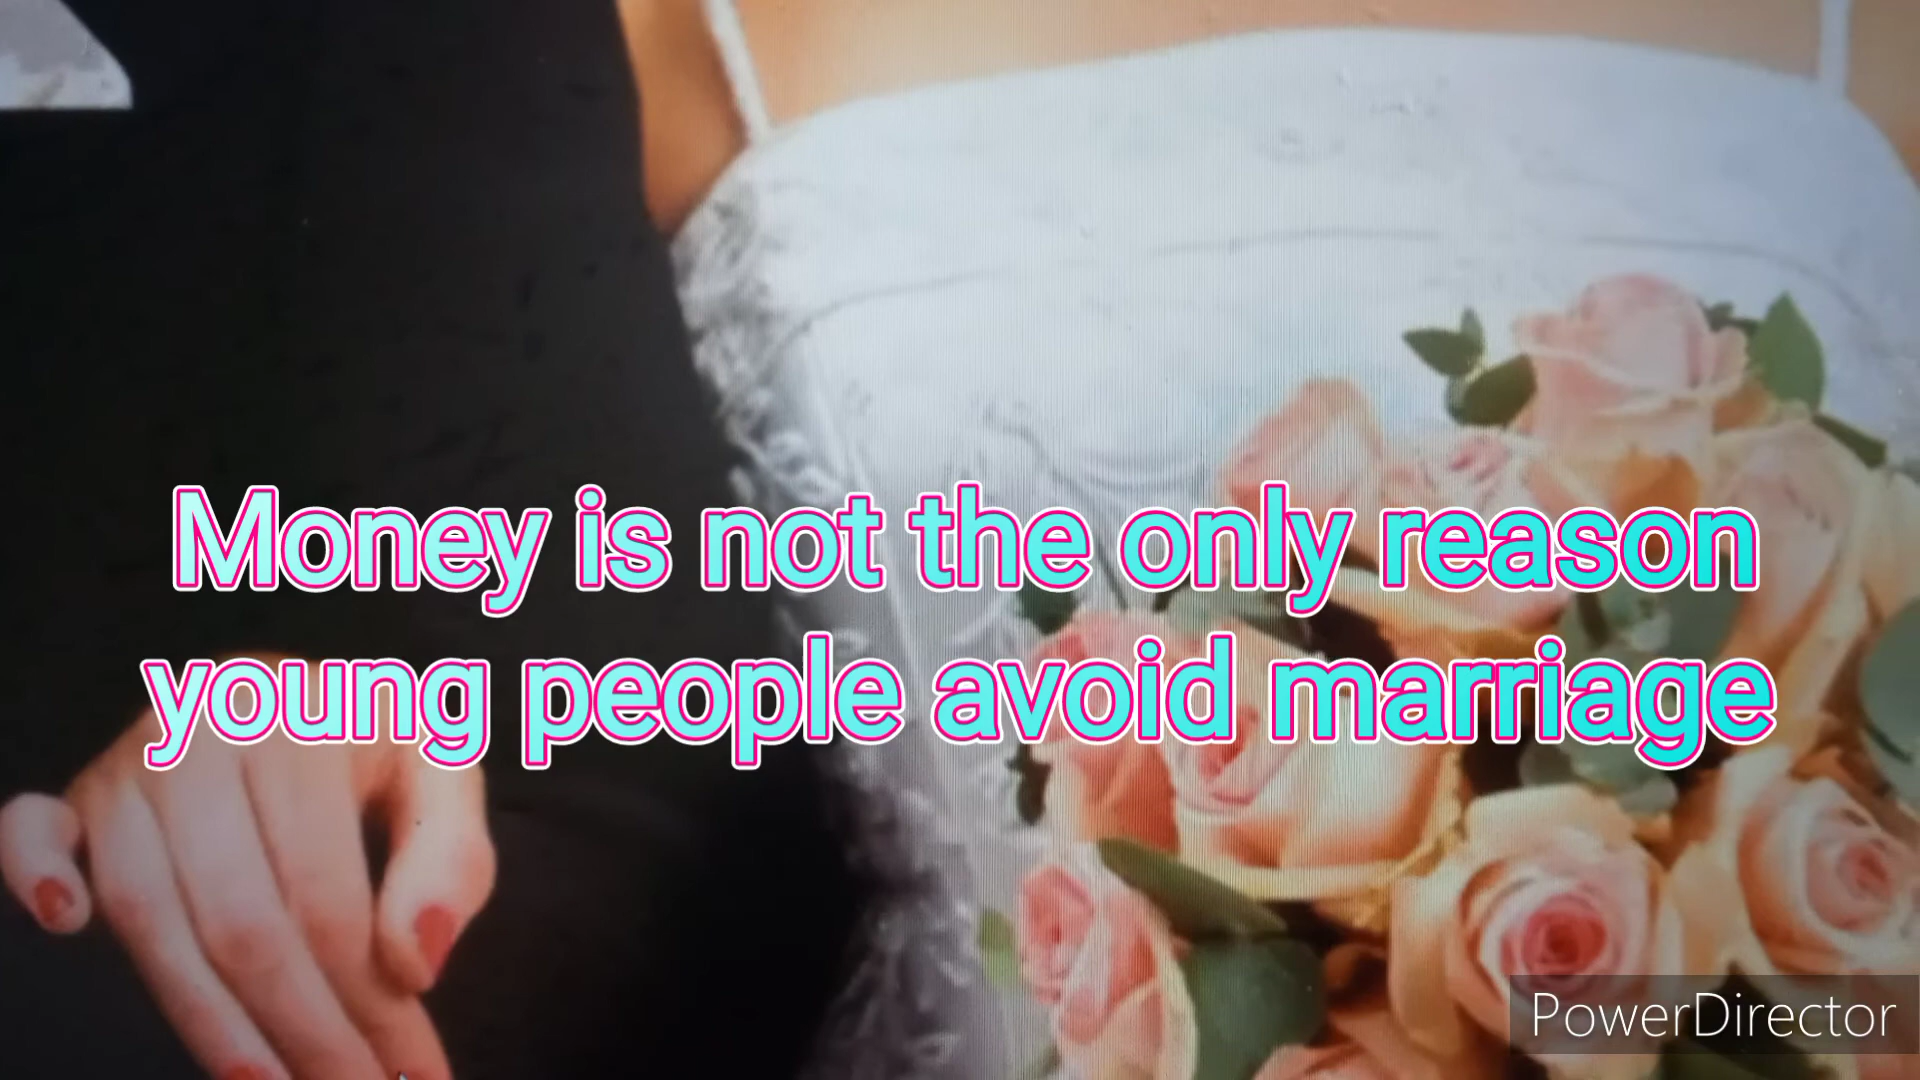 Money is not the only reason
young people avoid marriage
PowerDirector